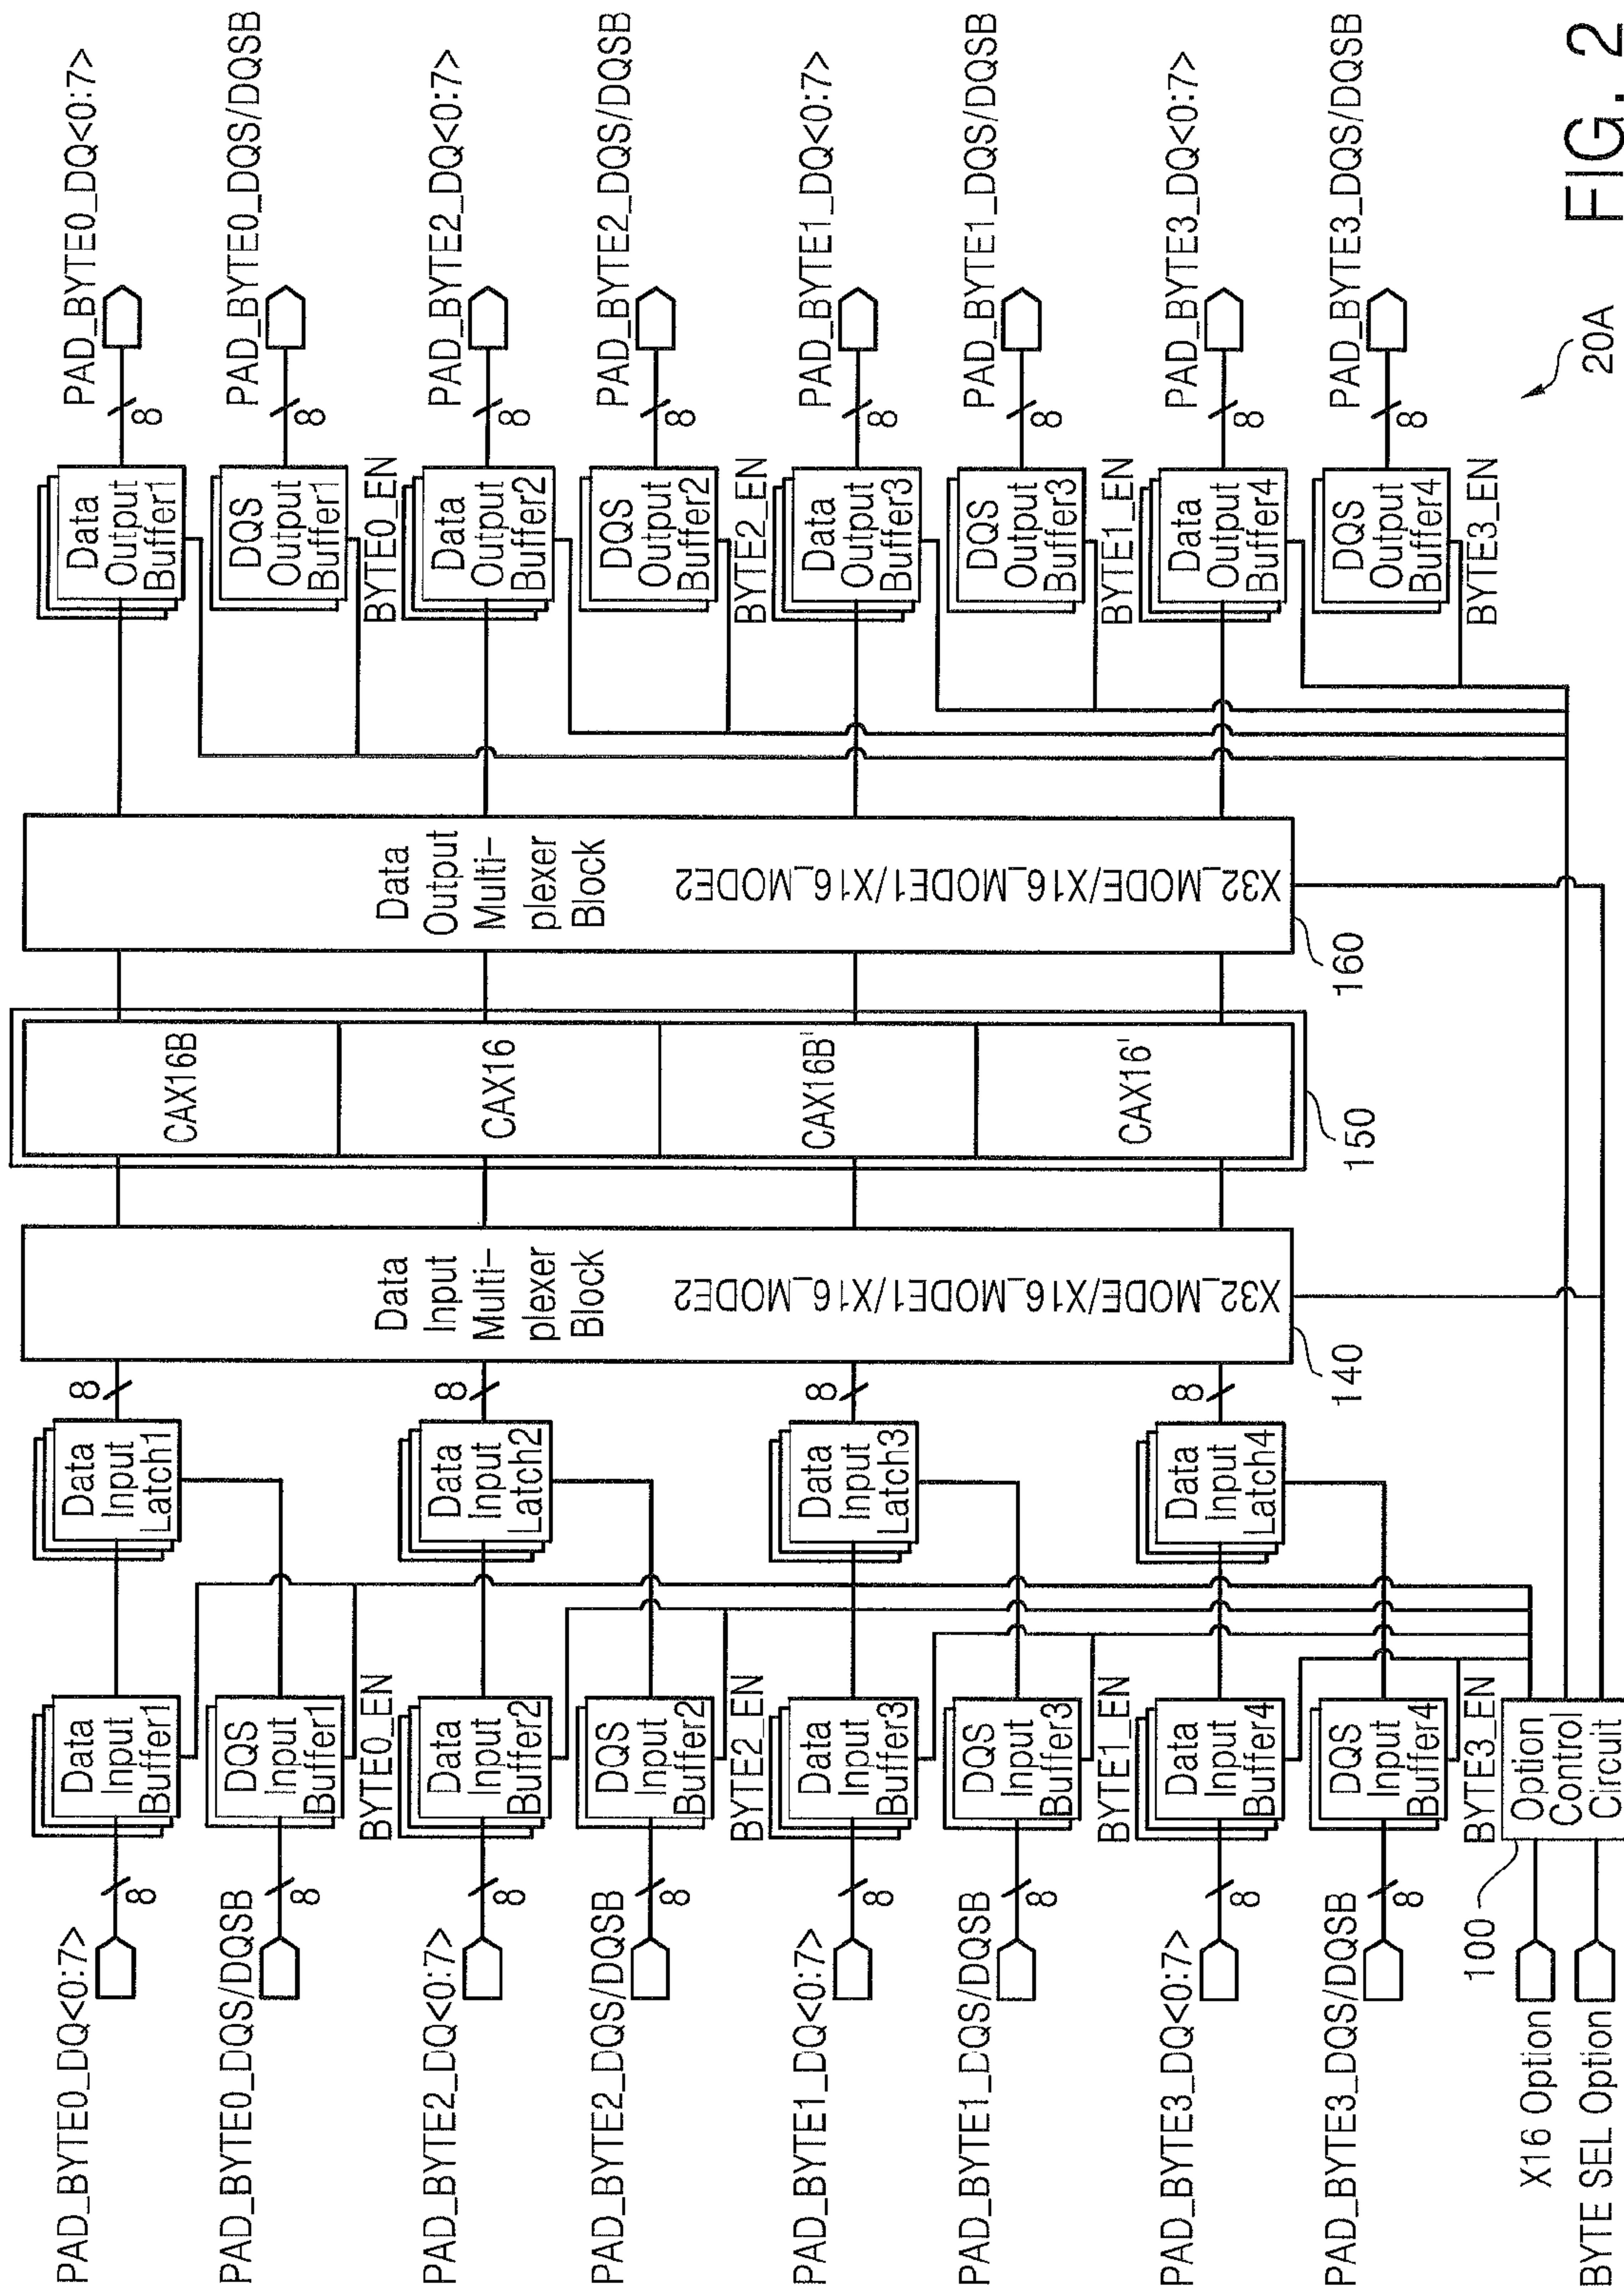 PAD_BYTE0_DQ<0:7>
8
Data
Input
Buffer1
Data
Input
Latch1
8
PAD_BYTE0_DQS/DQSB
8
DQS
Input
Buffer1
BYTE0_EN
PAD_BYTE2_DQ<0:7>
8
Data
Input
Buffer2
Data
Input
Latch2
8
PAD_BYTE2_DQS/DQSB
8
DQS
Input
Buffer2
BYTE2_EN
PAD_BYTE1_DQ<0:7>
8
Data
Input
Buffer3
Data
Input
Latch3
8
PAD_BYTE1_DQS/DQSB
8
DQS
Input
Buffer3
BYTE1_EN
PAD_BYTE3_DQ<0:7>
8
Data
Input
Buffer4
Data
Input
Latch4
8
PAD_BYTE3_DQS/DQSB
8
DQS
Input
Buffer4
BYTE3_EN
100
X16 Option
BYTE SEL Option
Option
Control
Circuit
Data
Input
Multi-
plexer
Block
X32_MODE/X16_MODE1/X16_MODE2
140
CAX16B
CAX16
CAX16B'
CAX16'
150
Data
Output
Multi-
plexer
Block
X32_MODE/X16_MODE1/X16_MODE2
160
Data
Output
Buffer1
8
PAD_BYTE0_DQ<0:7>
DQS
Output
Buffer1
8
PAD_BYTE0_DQS/DQSB
BYTE0_EN
Data
Output
Buffer2
8
PAD_BYTE2_DQ<0:7>
DQS
Output
Buffer2
8
PAD_BYTE2_DQS/DQSB
BYTE2_EN
Data
Output
Buffer3
8
PAD_BYTE1_DQ<0:7>
DQS
Output
Buffer3
8
PAD_BYTE1_DQS/DQSB
BYTE1_EN
Data
Output
Buffer4
8
PAD_BYTE3_DQ<0:7>
DQS
Output
Buffer4
8
PAD_BYTE3_DQS/DQSB
BYTE3_EN
20A
FIG. 2